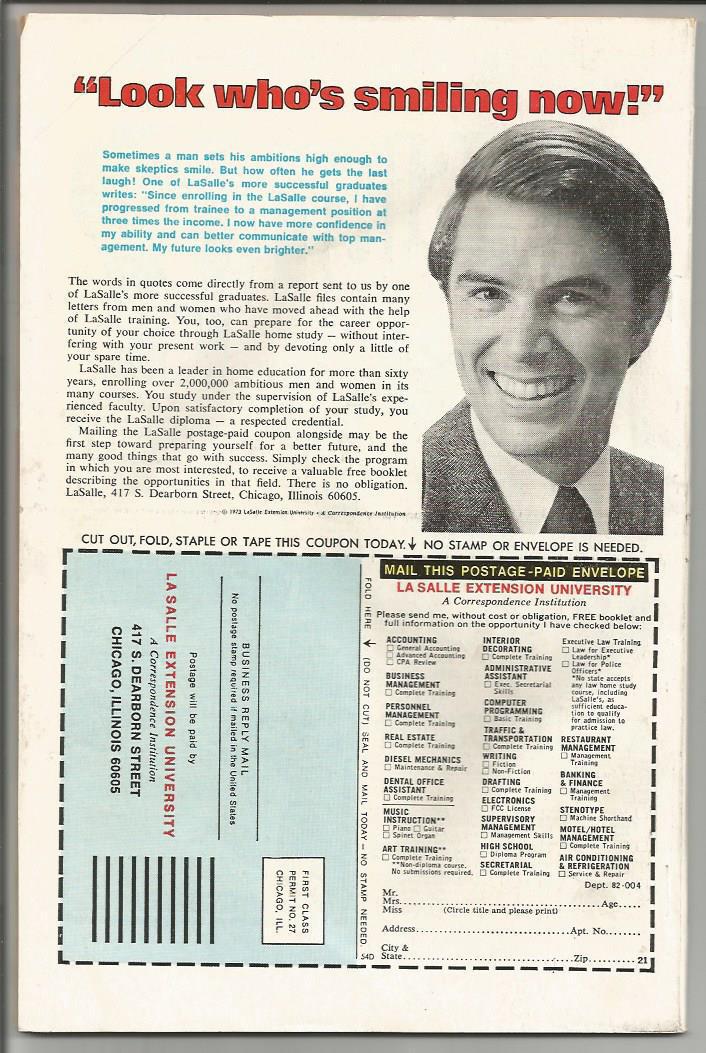 “Look who’s smiling now!”
Sometimes a man sets his ambitions high enough to
make skeptics smile. But how often he gets the last
laugh! One of LaSalle's more successful graduates
writes: "Since enrolling in the LaSalle course, I have
progressed from trainee to a management position at
three times the income. I now have more confidence in
my ability and can better communicate with top man-
agement. My future looks even brighter."
The words in quotes come directly from a report sent to us by one
of LaSalle's more successful graduates. LaSalle files contain many
letters from men and women who have moved ahead with the help
of LaSalle training. You, too, can prepare for the career oppor-
tunity of your choice through LaSalle home study — without inter-
fering with your present work — and by devoting only a little of
your spare time.
LaSalle has been a leader in home education for more than sixty
years, enrolling over 2,000,000 ambitious men and women in its
many courses. You study under the supervision of LaSalle's expe-
rienced faculty. Upon satisfactory completion of your study, you
receive the LaSalle diploma — a respected credential.
Mailing the LaSalle postage-paid coupon alongside may be the
first step toward preparing yourself for a better future, and the
many good things that go with success. Simply check the program
in which you are most interested, to receive a valuable free booklet
describing the opportunities in that field. There is no obligation.
LaSalle, 417 S. Dearborn Street, Chicago, Illinois 60605.
© 1973 LaSalle Extension University • A Correspondence Institution
CUT OUT, FOLD, STAPLE OR TAPE THIS COUPON TODAY. ↓ NO STAMP OR ENVELOPE IS NEEDED.
BUSINESS REPLY MAIL
No postage stamp required if mailed in the United States
Postage will be paid by
LA SALLE EXTENSION UNIVERSITY
A Correspondence Institution
417 S. DEARBORN STREET
CHICAGO, ILLINOIS 60605
FIRST CLASS
PERMIT NO. 27
CHICAGO, ILL.
FOLD HERE → (DO NOT CUT) SEAL AND MAIL TODAY — NO STAMP NEEDED.
MAIL THIS POSTAGE-PAID ENVELOPE
LA SALLE EXTENSION UNIVERSITY
A Correspondence Institution
Please send me, without cost or obligation, FREE booklet and
full information on the opportunity I have checked below:
ACCOUNTING
☐ General Accounting
☐ Advanced Accounting
☐ CPA Review
BUSINESS
MANAGEMENT
☐ Complete Training
PERSONNEL
MANAGEMENT
☐ Complete Training
REAL ESTATE
☐ Complete Training
DIESEL MECHANICS
☐ Maintenance & Repair
DENTAL OFFICE
ASSISTANT
☐ Complete Training
MUSIC
INSTRUCTION**
☐ Piano ☐ Guitar
☐ Spinet Organ
ART TRAINING**
☐ Complete Training
**Non-diploma course.
No submissions required.
INTERIOR
DECORATING
☐ Complete Training
ADMINISTRATIVE
ASSISTANT
☐ Exec. Secretarial
Skills
COMPUTER
PROGRAMMING
☐ Basic Training
TRAFFIC &
TRANSPORTATION
☐ Complete Training
WRITING
☐ Fiction
☐ Non-Fiction
DRAFTING
☐ Complete Training
ELECTRONICS
☐ FCC License
SUPERVISORY
MANAGEMENT
☐ Management Skills
HIGH SCHOOL
☐ Diploma Program
SECRETARIAL
☐ Complete Training
Executive Law Training
☐ Law for Executive
Leadership*
☐ Law for Police
Officers*
*No state accepts
any law home study
course, including
LaSalle's, as
sufficient educa-
tion to qualify
for admission to
practice law.
RESTAURANT
MANAGEMENT
☐ Management
Training
BANKING
& FINANCE
☐ Management
Training
STENOTYPE
☐ Machine Shorthand
MOTEL/HOTEL
MANAGEMENT
☐ Complete Training
AIR CONDITIONING
& REFRIGERATION
☐ Service & Repair
Dept. 82-004
Mr.
Mrs. Age
Miss (Circle title and please print)
Address Apt. No.
City &
State Zip 21
54D